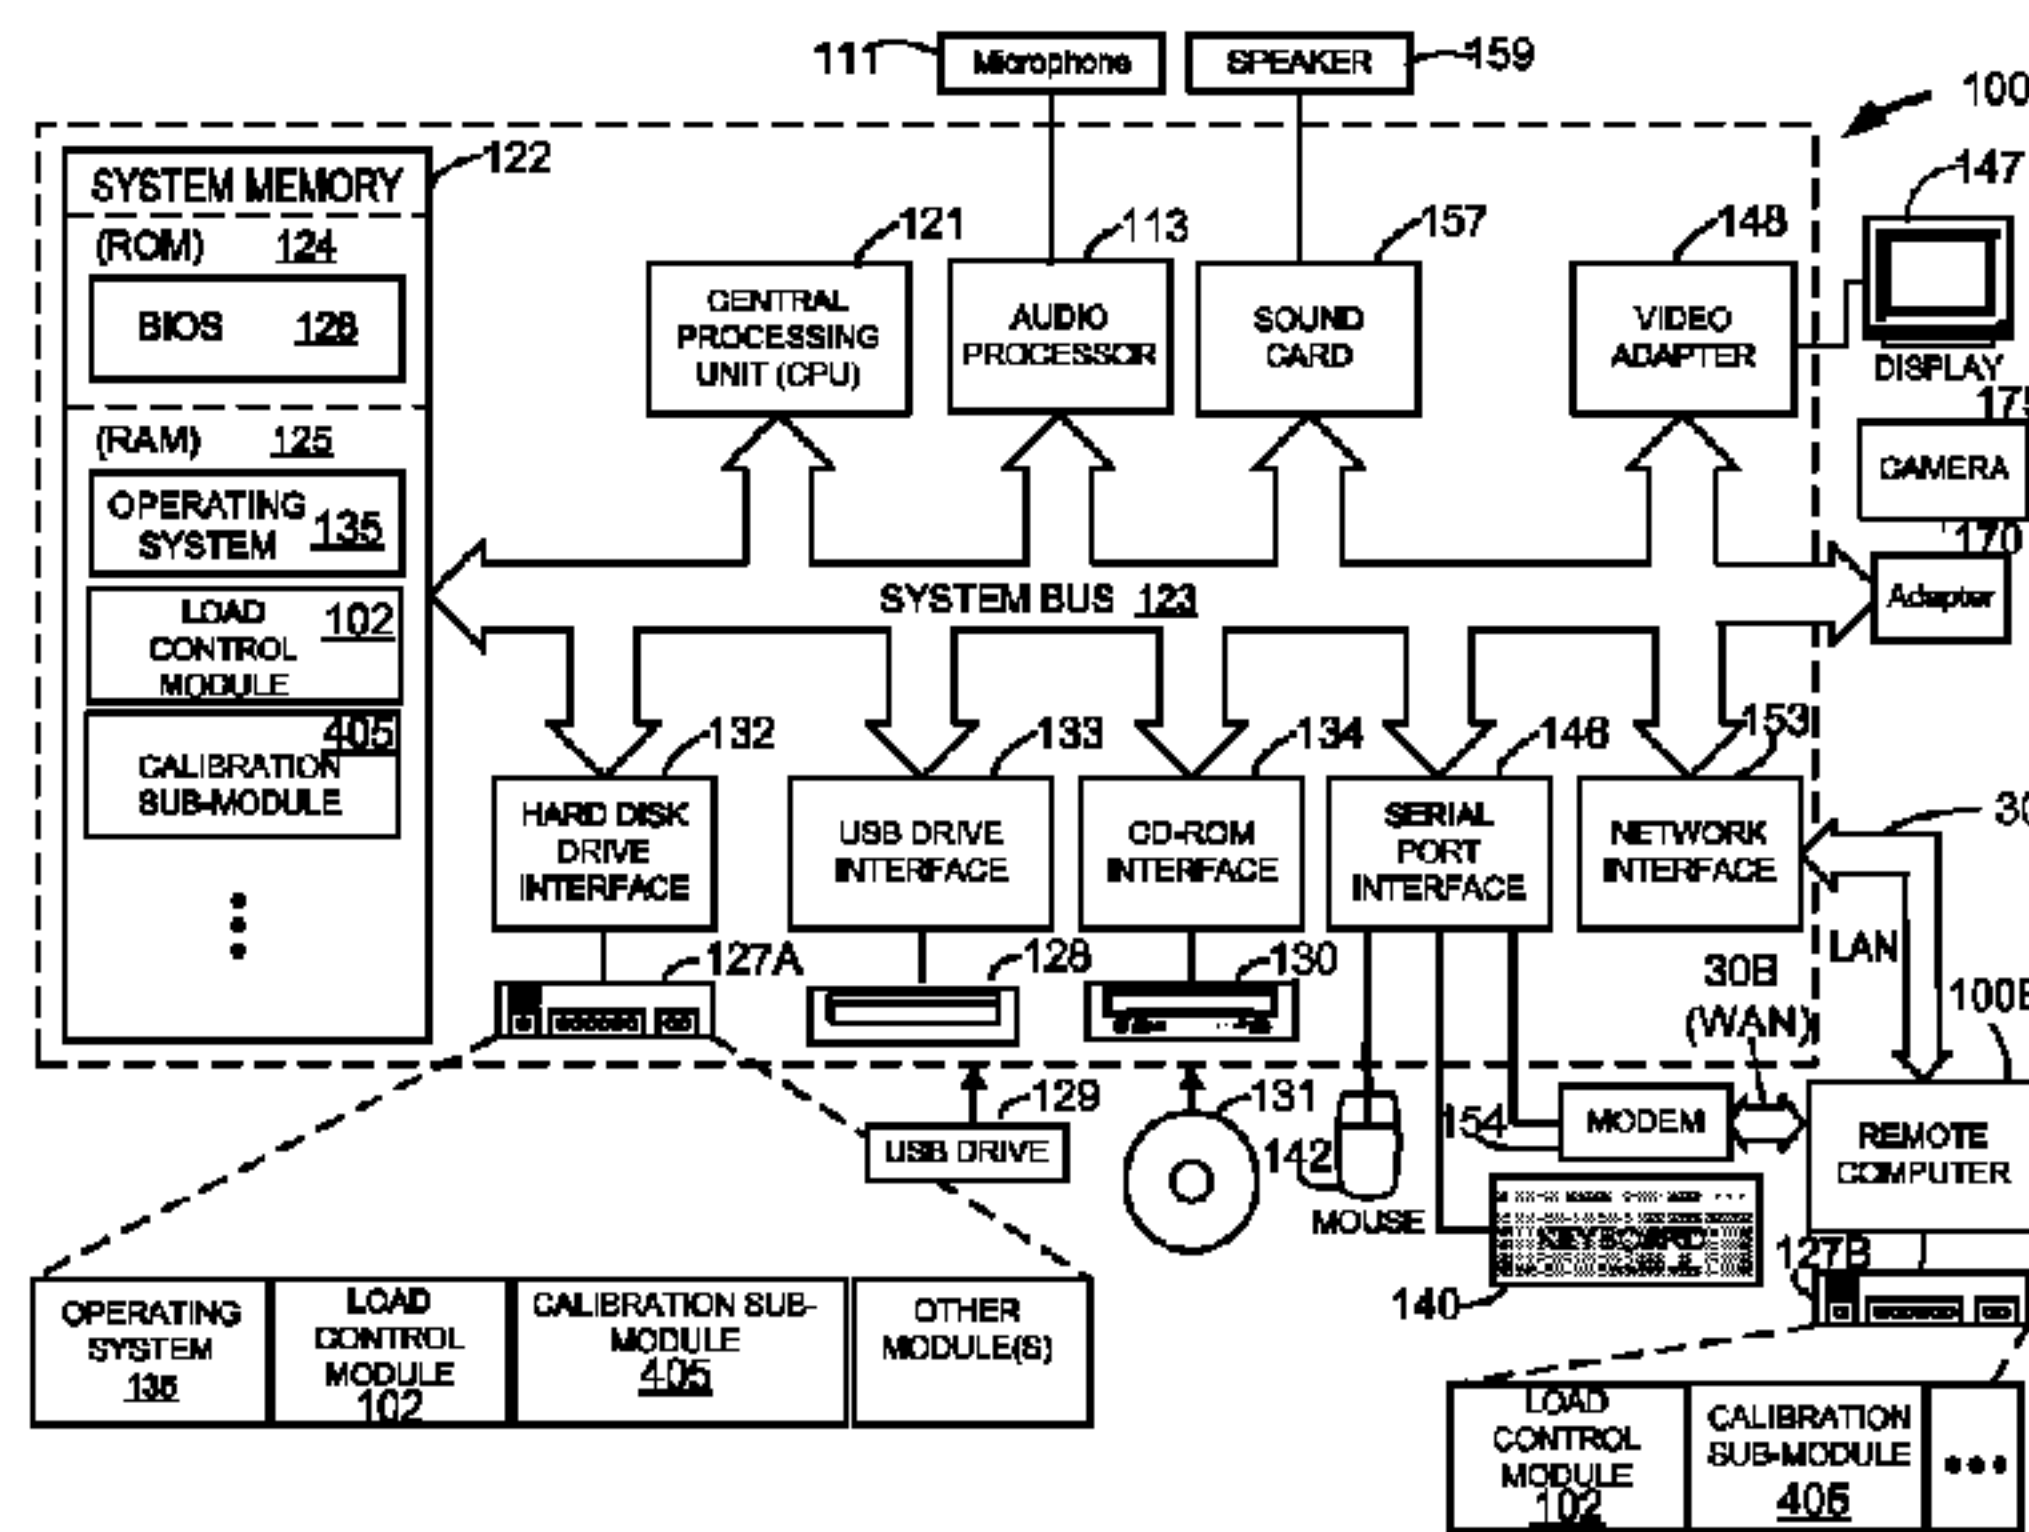 111
Microphone
SPEAKER
159
100
122
SYSTEM MEMORY
(ROM) 124
BIOS 126
(RAM) 125
OPERATING
SYSTEM 135
LOAD
CONTROL
MODULE
102
405
CALIBRATION
SUB-MODULE
121
CENTRAL
PROCESSING
UNIT (CPU)
113
AUDIO
PROCESSOR
157
SOUND
CARD
148
VIDEO
ADAPTER
147
DISPLAY
175
CAMERA
170
Adapter
SYSTEM BUS 123
132
HARD DISK
DRIVE
INTERFACE
133
USB DRIVE
INTERFACE
134
CD-ROM
INTERFACE
146
SERIAL
PORT
INTERFACE
153
NETWORK
INTERFACE
30
LAN
127A
128
130
30B
(WAN)
100B
129
USB DRIVE
131
142
MOUSE
154
MODEM
REMOTE
COMPUTER
KEYBOARD
140
127B
OPERATING
SYSTEM
135
LOAD
CONTROL
MODULE
102
CALIBRATION SUB-
MODULE
405
OTHER
MODULE(S)
LOAD
CONTROL
MODULE
102
CALIBRATION
SUB-MODULE
405